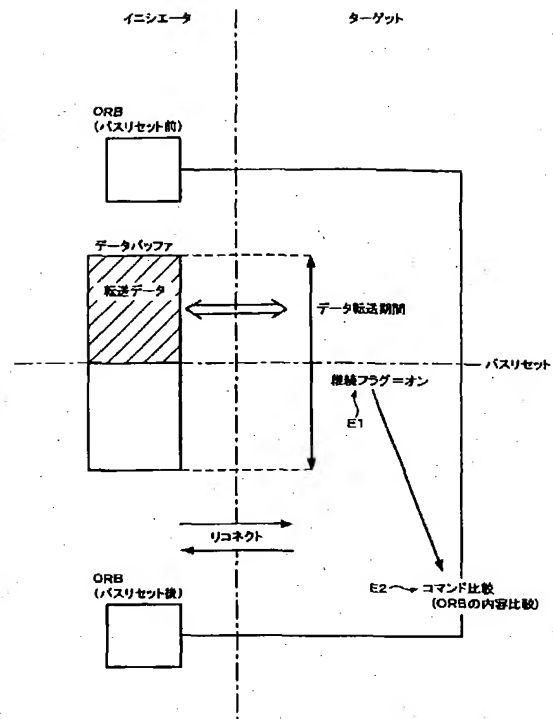 イニシエータ
ターゲット
ORB
(バスリセット前)
データバッファ
転送データ
データ転送期間
バスリセット
継続フラグ=オン
E1
リコネクト
ORB
(バスリセット後)
E2
コマンド比較
(ORBの内容比較)